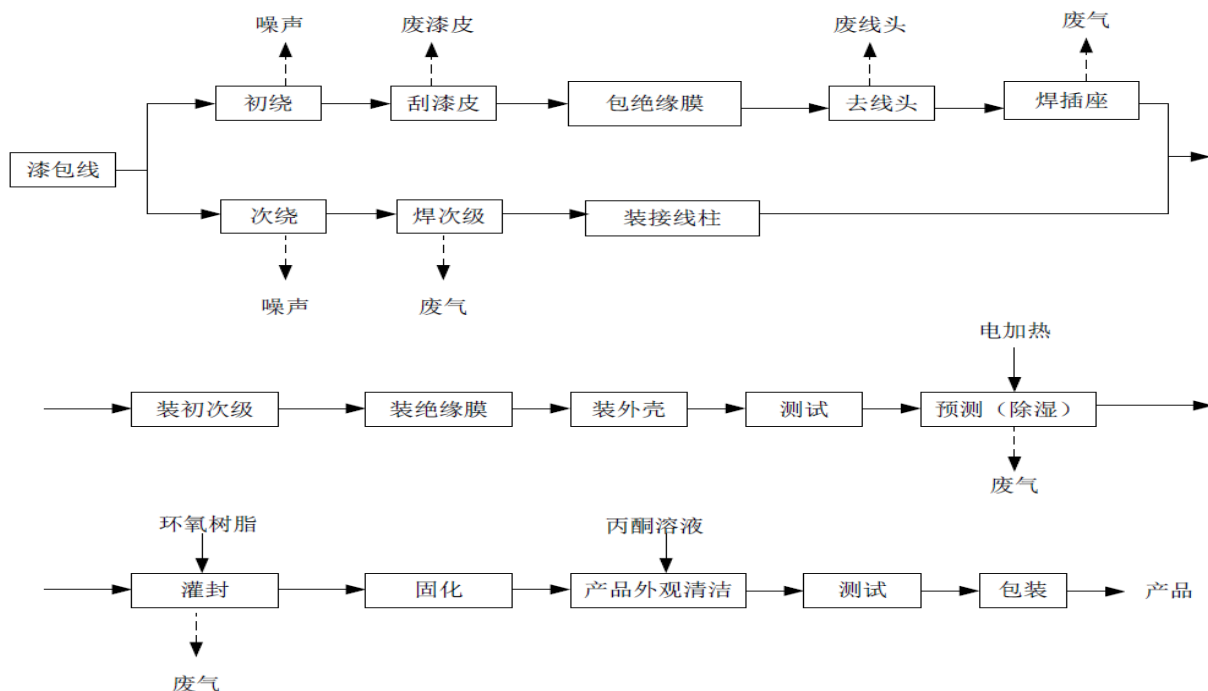 噪声 废漆皮 废线头 废气
初绕 刮漆皮 包绝缘膜 去线头 焊插座
漆包线
次绕 焊次级 装接线柱
噪声 废气
电加热
装初次级 装绝缘膜 装外壳 测试 预测（除湿）
废气
环氧树脂 丙酮溶液
灌封 固化 产品外观清洁 测试 包装 产品
废气